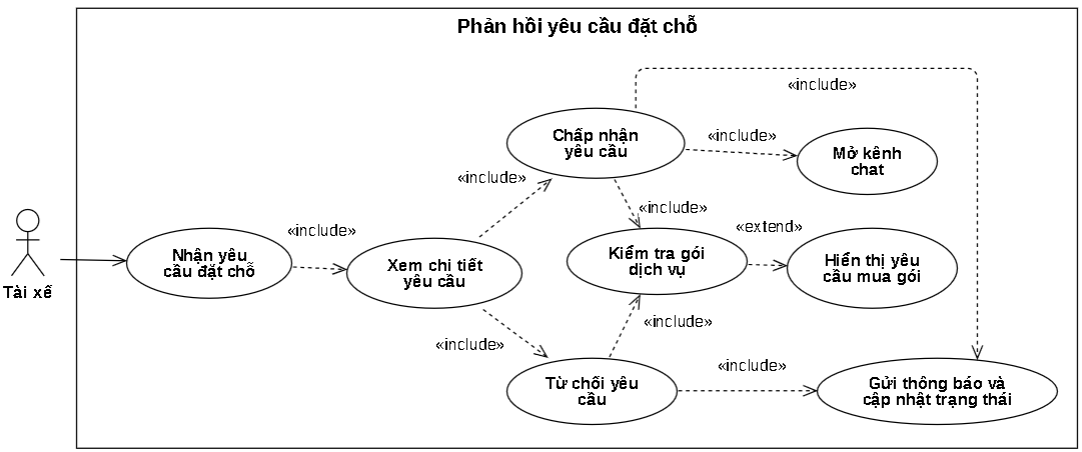 Phản hồi yêu cầu đặt chỗ
«include»
Chấp nhận
yêu cầu
«include»
Mở kênh
chat
«include»
«include»
Tài xế
Nhận yêu
cầu đặt chỗ
«include»
Xem chi tiết
yêu cầu
Kiểm tra gói
dịch vụ
«extend»
Hiển thị yêu
cầu mua gói
«include»
«include»
Từ chối yêu
cầu
«include»
Gửi thông báo và
cập nhật trạng thái